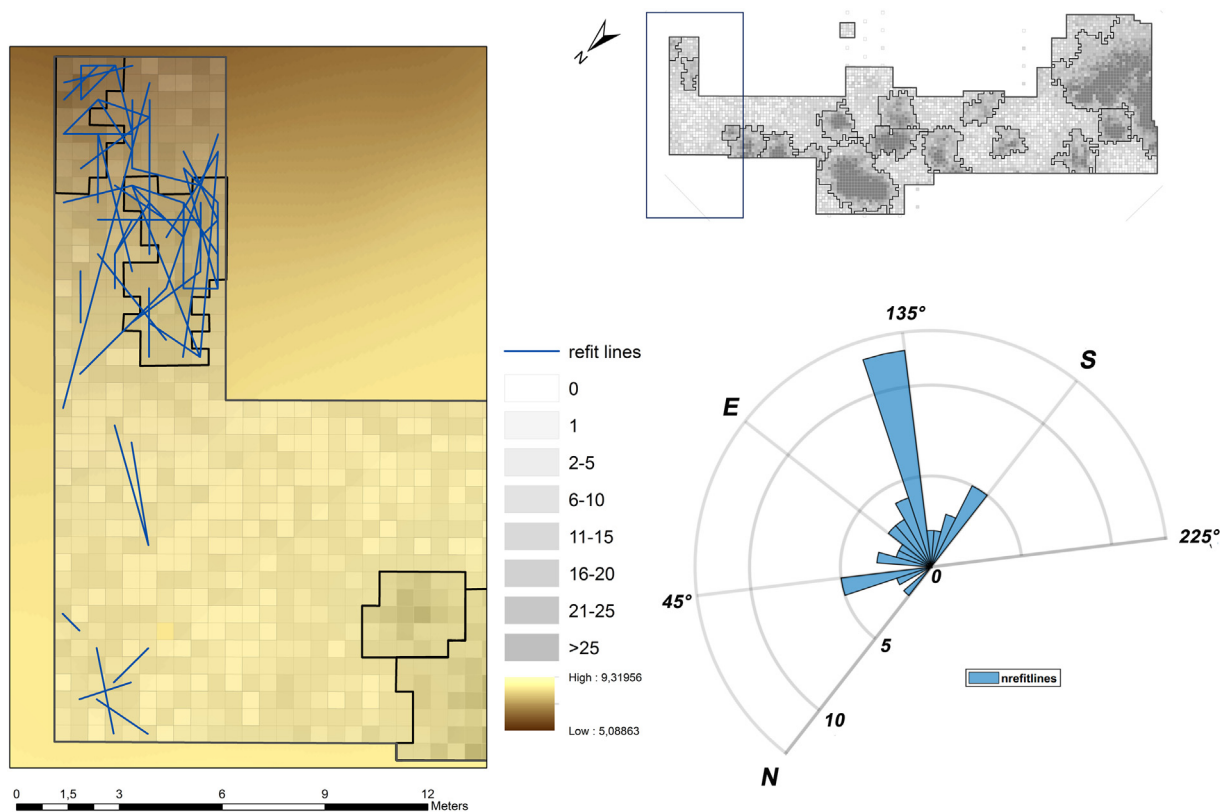 N
refit lines
0
1
2-5
6-10
11-15
16-20
21-25
>25
High : 9,31956
Low : 5,08863
0 1,5 3 6 9 12
Meters
135°
S
E
225°
45°
0
5
10
N
nrefitlines